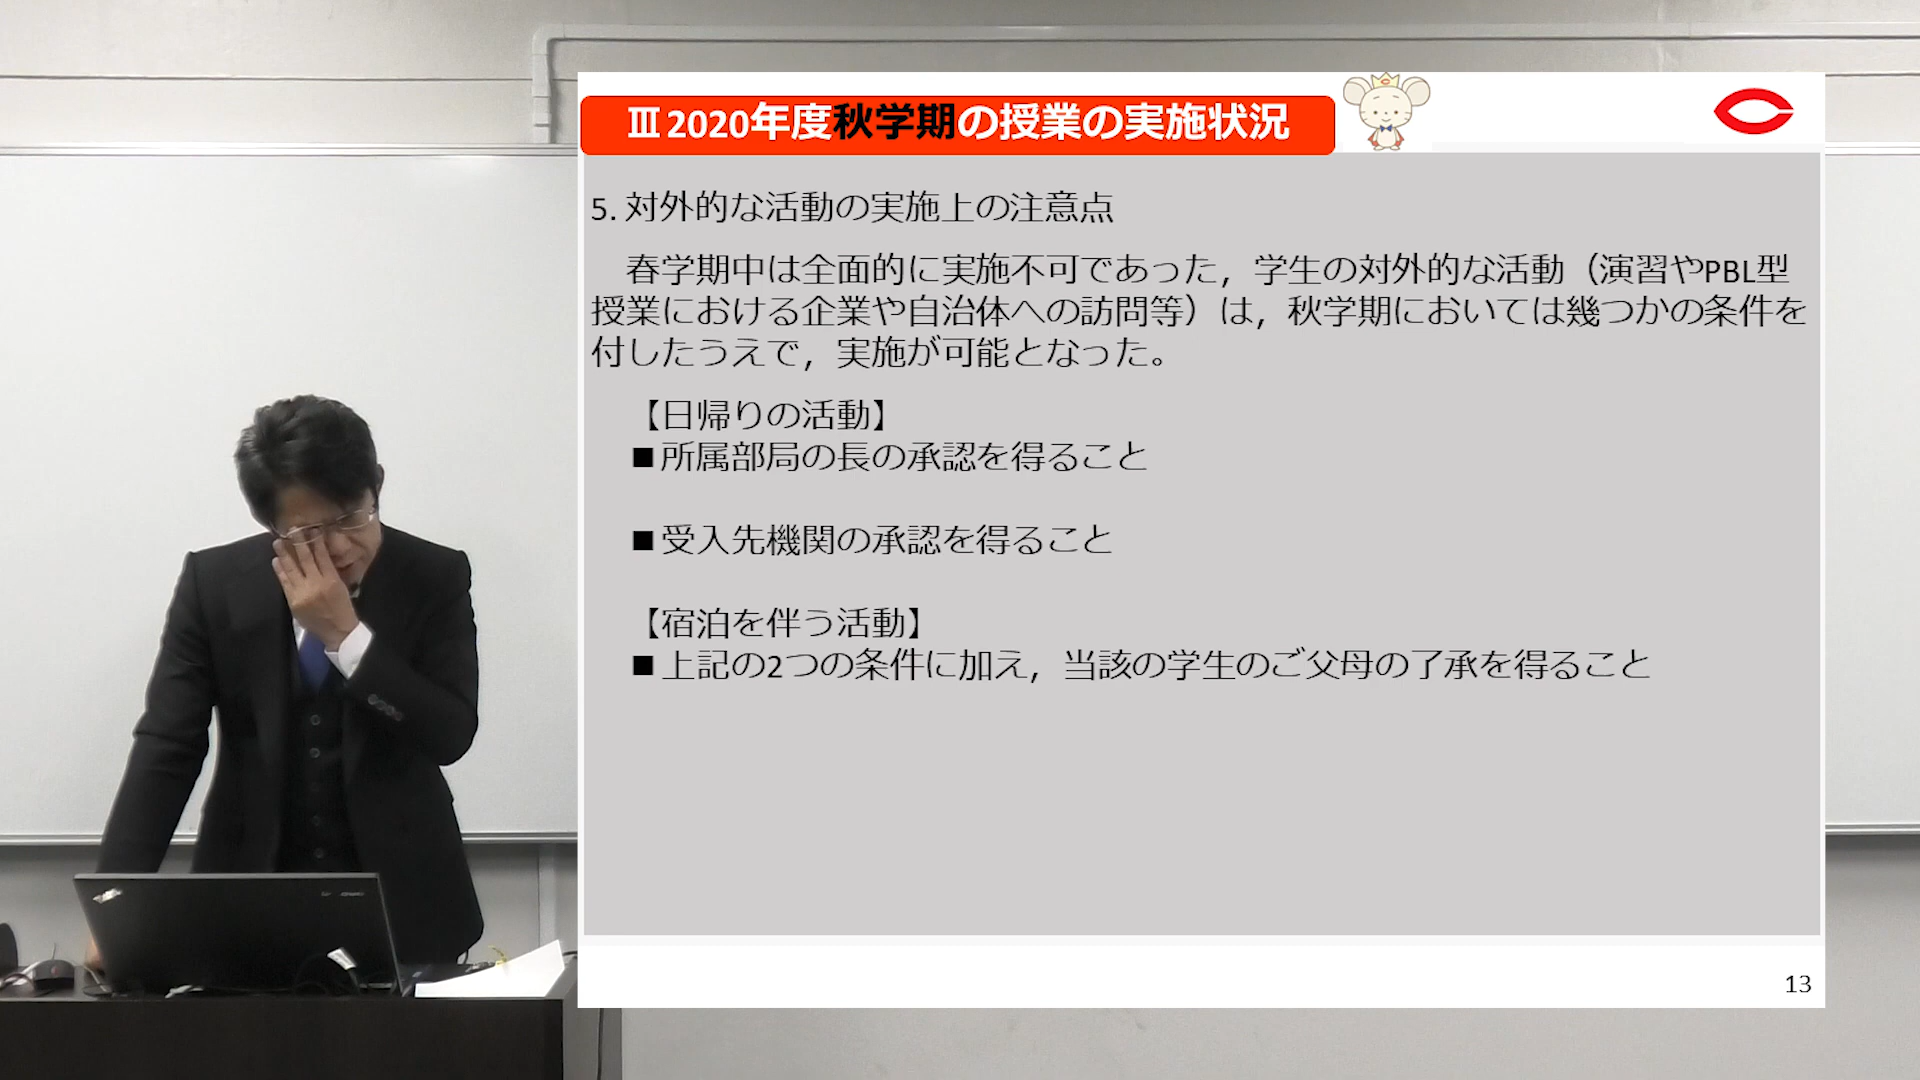 Ⅲ2020年度秋学期の授業の実施状況
5. 対外的な活動の実施上の注意点
春学期中は全面的に実施不可であった，学生の対外的な活動（演習やPBL型
授業における企業や自治体への訪問等）は，秋学期においては幾つかの条件を
付したうえで，実施が可能となった。
【日帰りの活動】
■所属部局の長の承認を得ること
■受入先機関の承認を得ること
【宿泊を伴う活動】
■上記の2つの条件に加え，当該の学生のご父母の了承を得ること
13